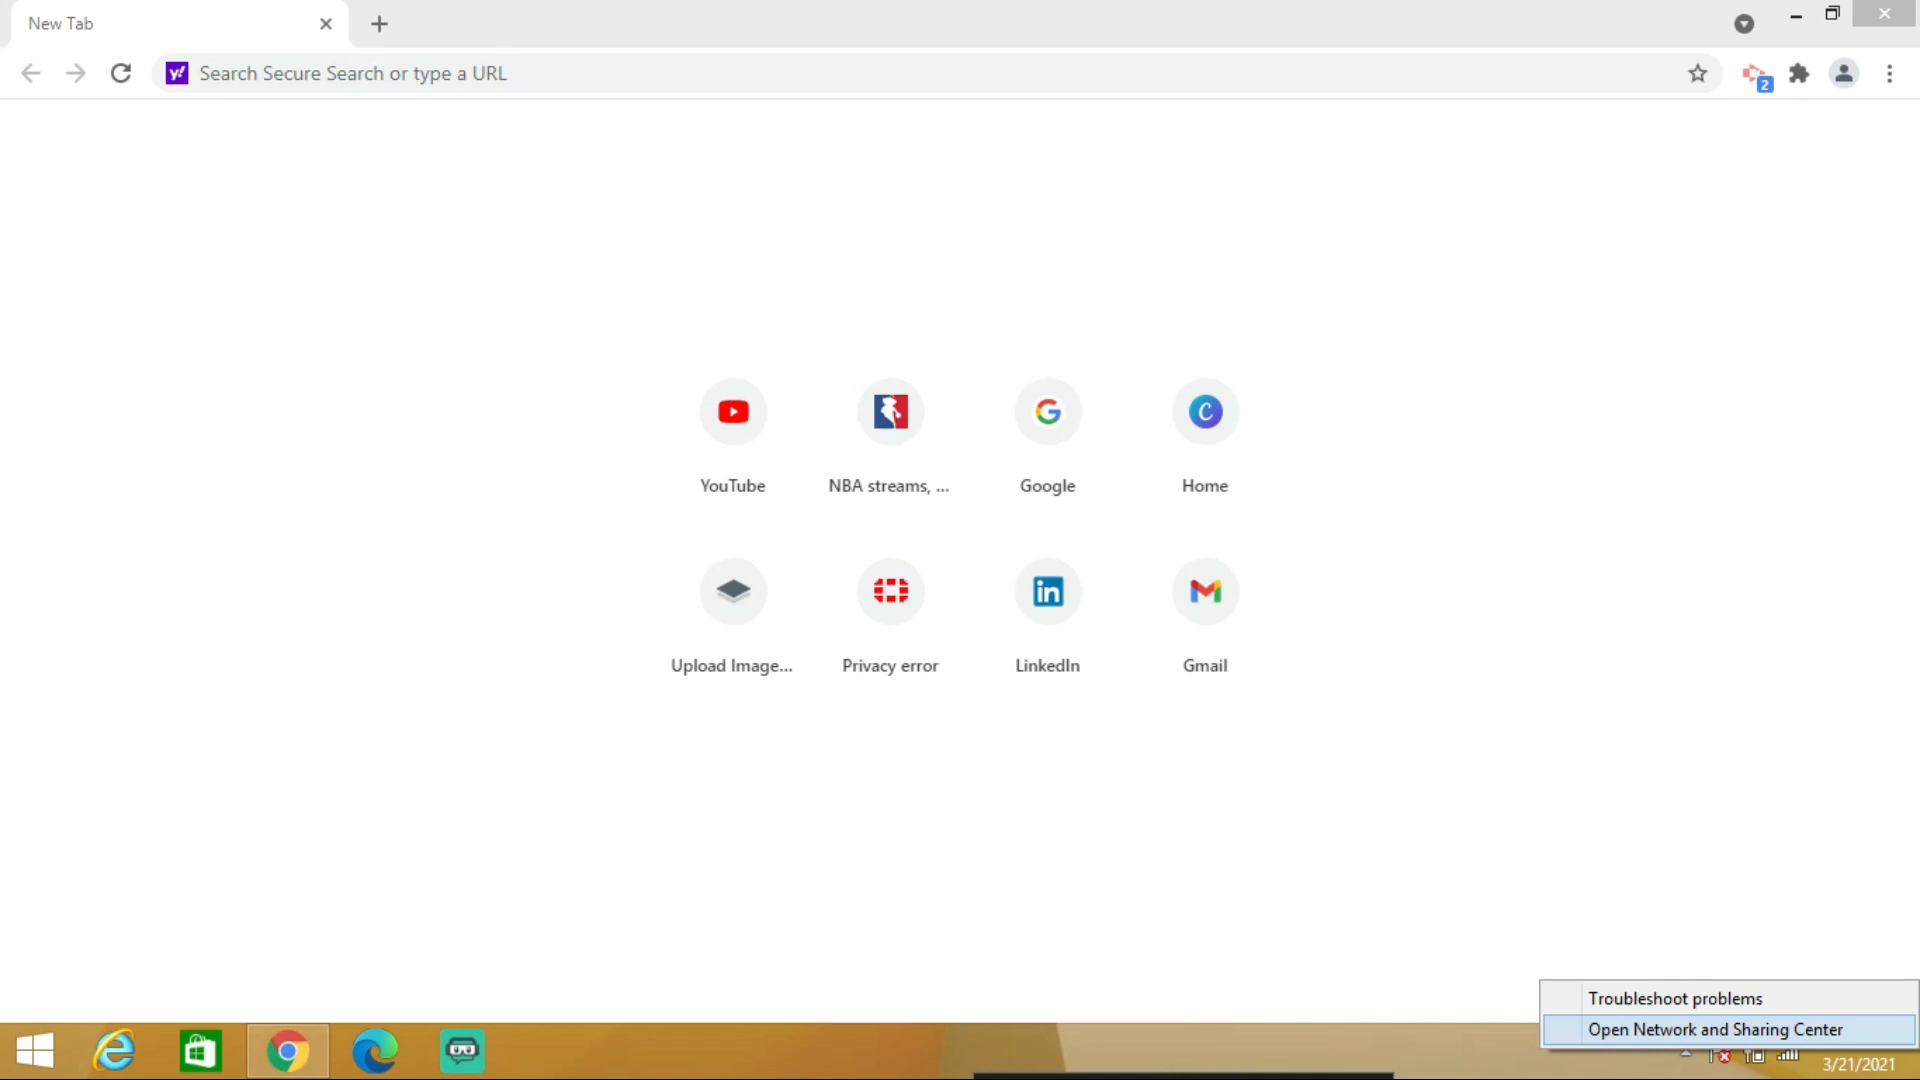 New Tab
y!
Search Secure Search or type a URL
2
YouTube
NBA streams, ...
Google
Home
Upload Image...
Privacy error
LinkedIn
Gmail
Troubleshoot problems
Open Network and Sharing Center
3/21/2021